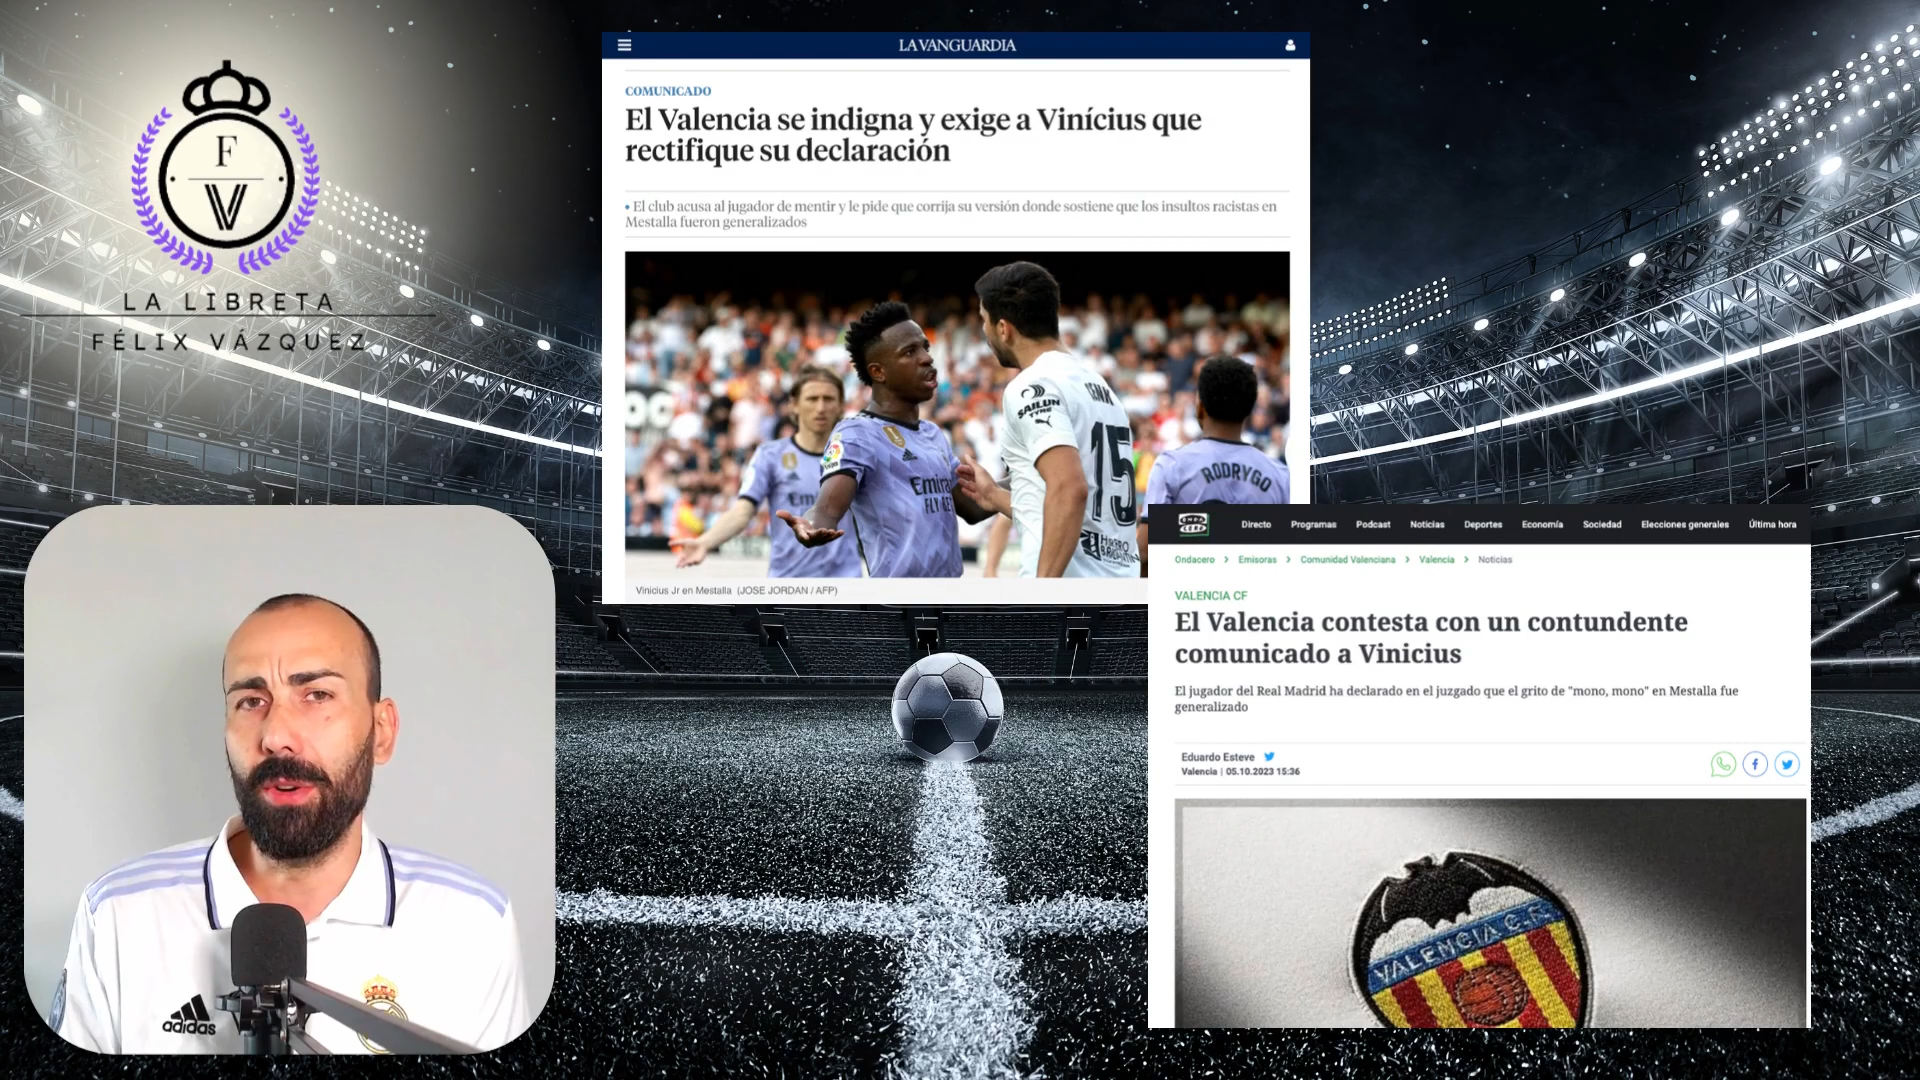 F
V
LA LIBRETA
FÉLIX VÁZQUEZ
LAVANGUARDIA
COMUNICADO
El Valencia se indigna y exige a Vinícius que
rectifique su declaración
• El club acusa al jugador de mentir y le pide que corrija su versión donde sostiene que los insultos racistas en
Mestalla fueron generalizados
SAILUN
TYRE
15
RODRYGO
Vinicius Jr en Mestalla (JOSE JORDAN / AFP)
ONDA
CERO
Directo Programas Podcast Noticias Deportes Economía Sociedad Elecciones generales Última hora
Ondacero > Emisoras > Comunidad Valenciana > Valencia > Noticias
VALENCIA CF
El Valencia contesta con un contundente
comunicado a Vinicius
El jugador del Real Madrid ha declarado en el juzgado que el grito de "mono, mono" en Mestalla fue
generalizado
Eduardo Esteve
Valencia | 05.10.2023 15:36
VALENCIA C.F.
adidas